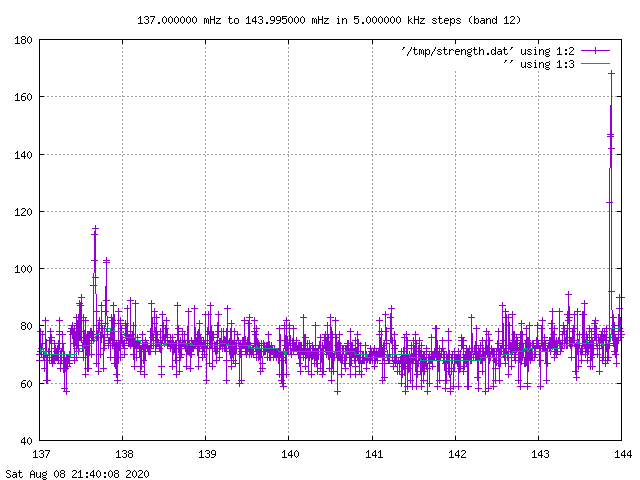 137.000000 mHz to 143.995000 mHz in 5.000000 kHz steps (band 12)
180
'/tmp/strength.dat' using 1:2
'' using 1:3
160
140
120
100
80
60
40
137 138 139 140 141 142 143 144
Sat Aug 08 21:40:08 2020